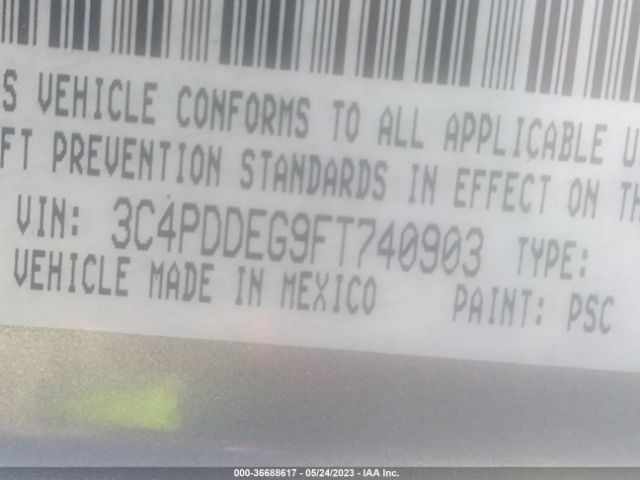 S VEHICLE CONFORMS TO ALL APPLICABLE U
FT PREVENTION STANDARDS IN EFFECT ON TH
VIN: 3C4PDDEG9FT740903 TYPE:
VEHICLE MADE IN MEXICO PAINT: PSC
000-36688617 - 05/24/2023 - IAA Inc.